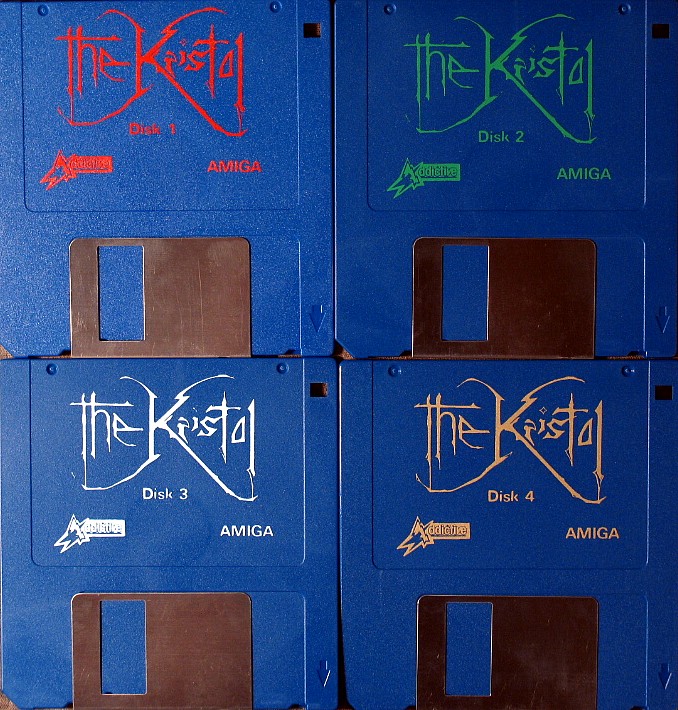 the Kristal
Disk 1
Addictive
AMIGA
the Kristal
Disk 2
Addictive
AMIGA
the Kristal
Disk 3
Addictive
AMIGA
the Kristal
Disk 4
Addictive
AMIGA